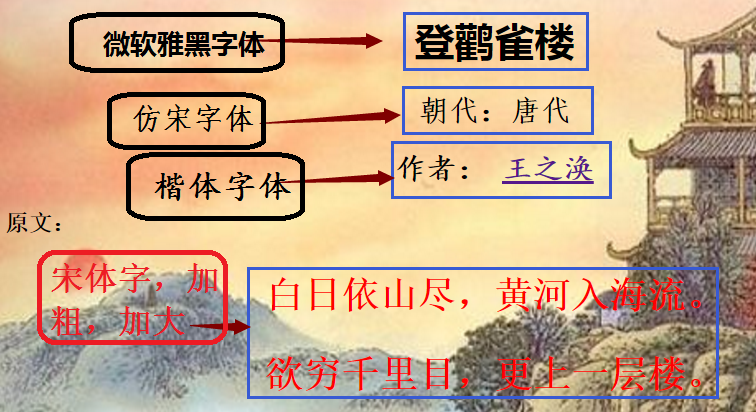 微软雅黑字体 登鹳雀楼
仿宋字体 朝代：唐代
楷体字体 作者：王之涣
原文：
宋体字，加
粗，加大
白日依山尽，黄河入海流。
欲穷千里目，更上一层楼。